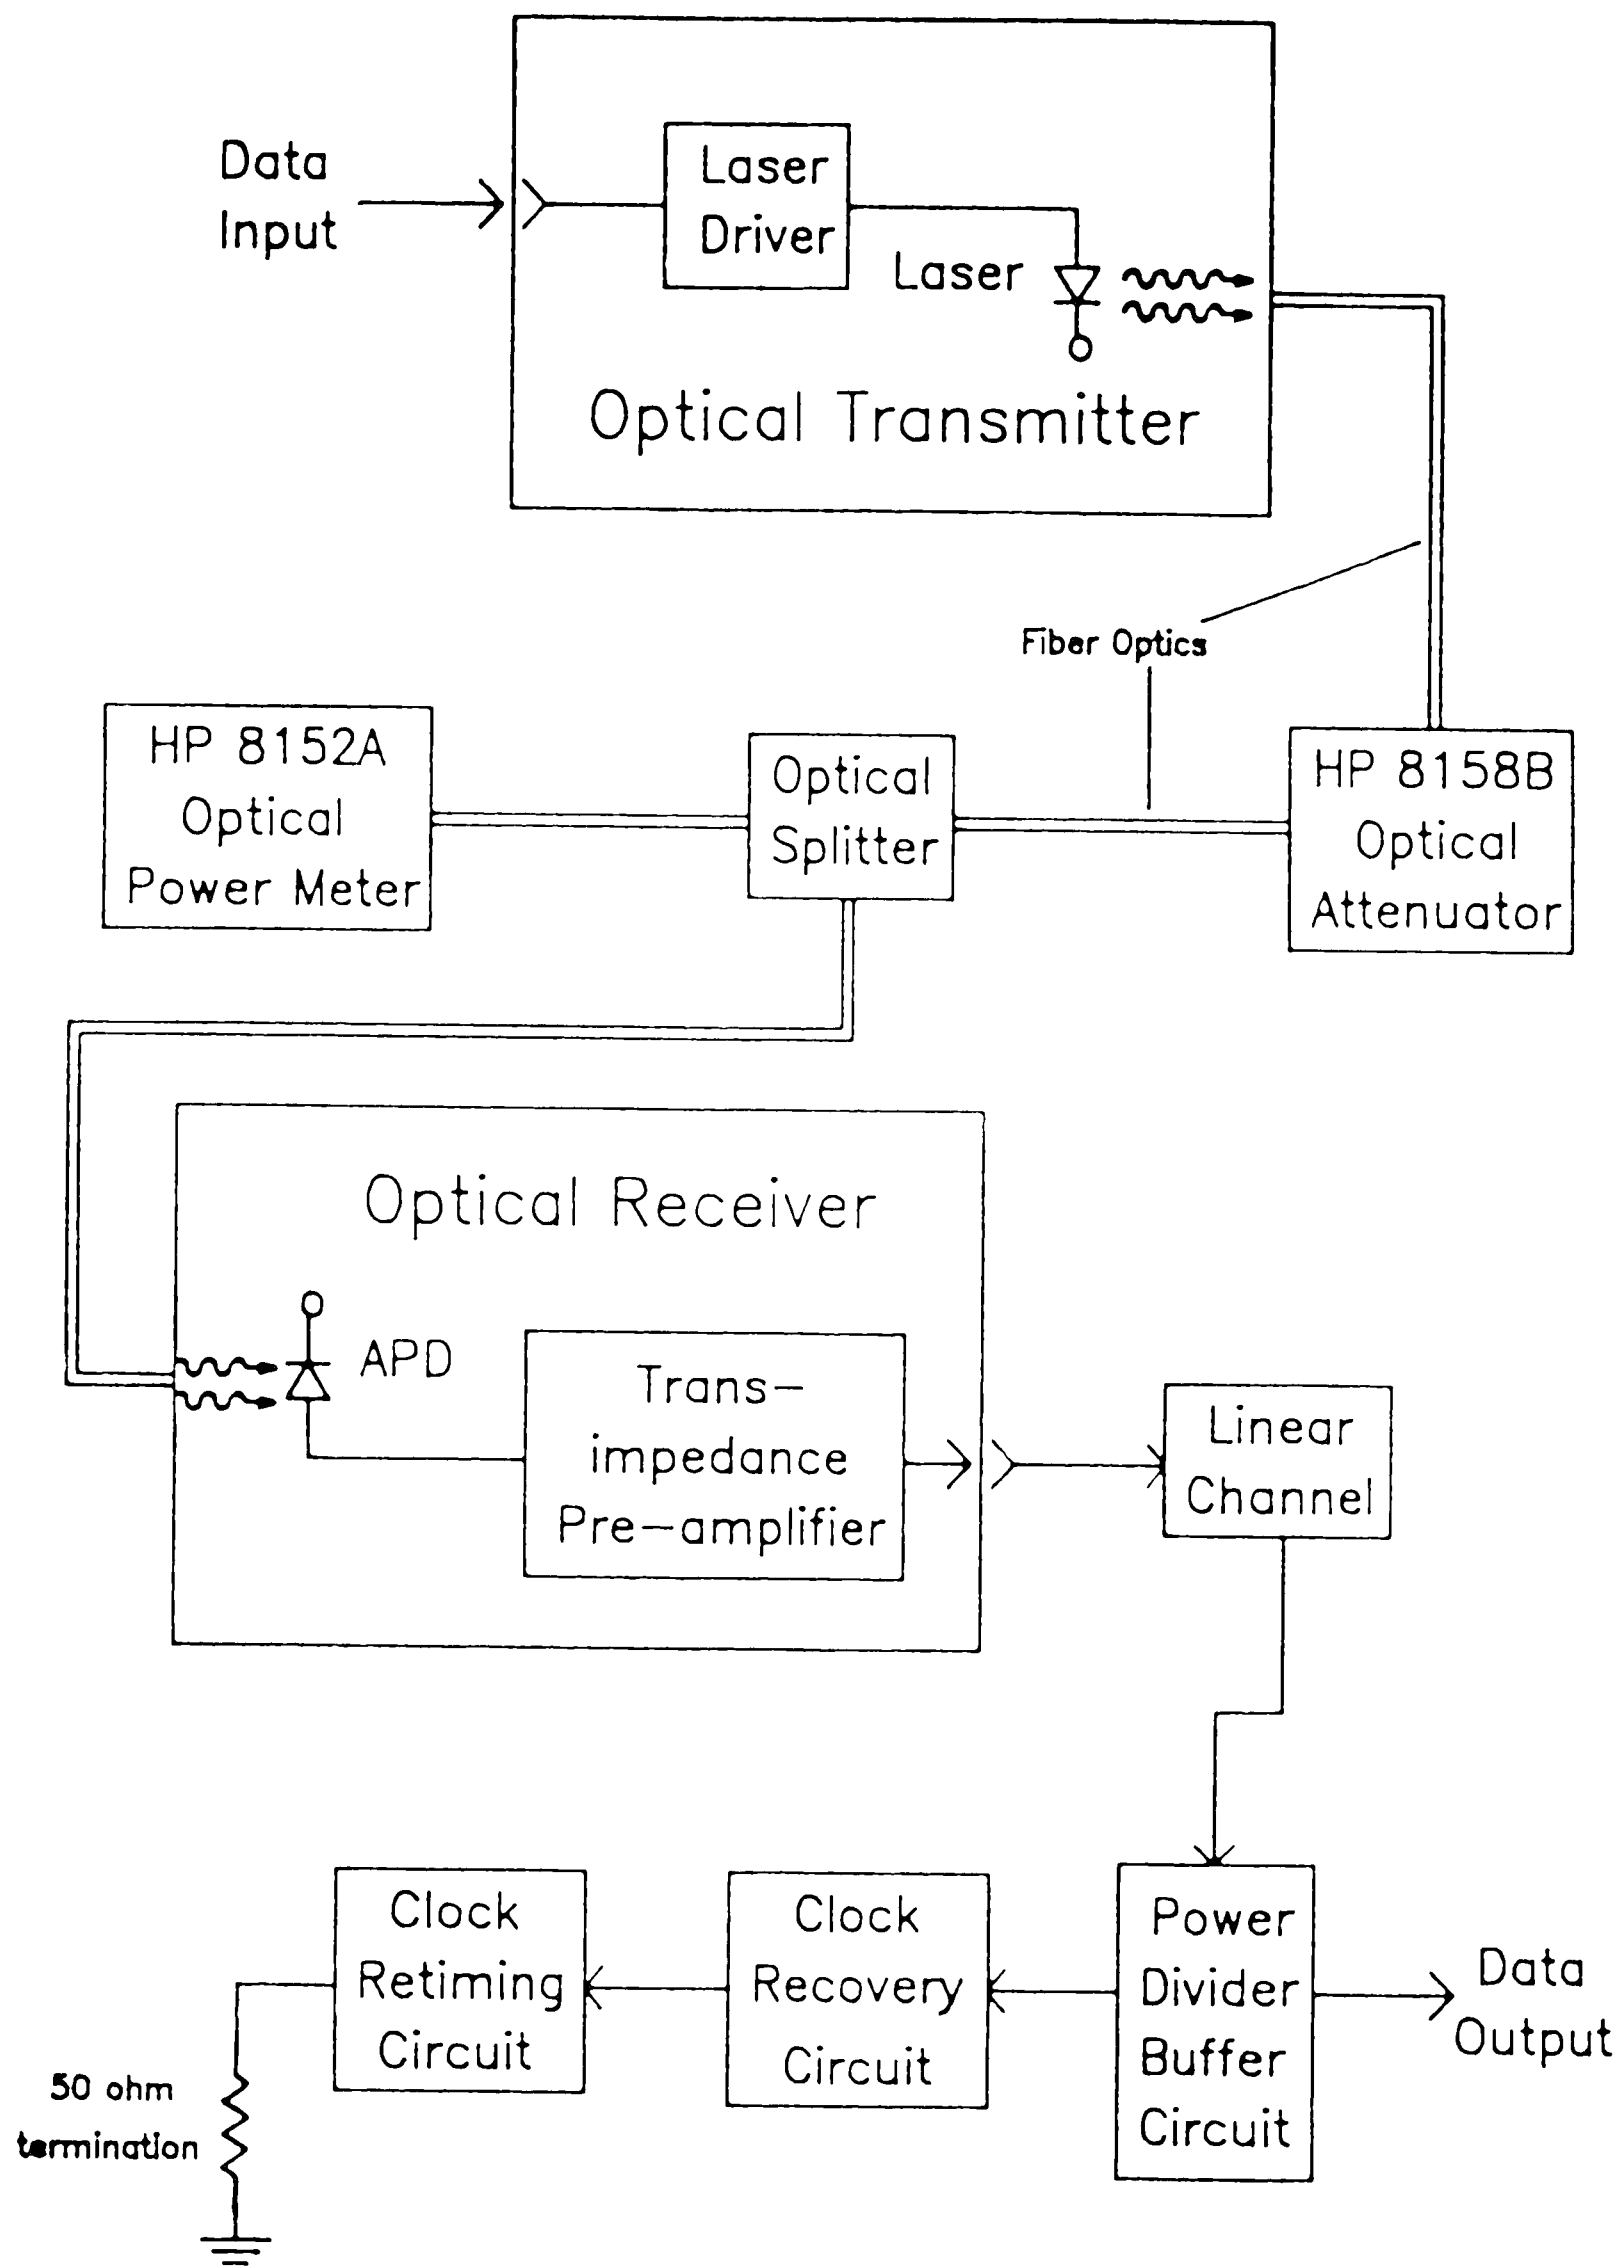 Data
Input
Laser
Driver
Laser
Optical Transmitter
Fiber Optics
HP 8152A
Optical
Power Meter
Optical
Splitter
HP 8158B
Optical
Attenuator
Optical Receiver
APD
Trans-
impedance
Pre-amplifier
Linear
Channel
Clock
Retiming
Circuit
Clock
Recovery
Circuit
Power
Divider
Buffer
Circuit
Data
Output
50 ohm
termination